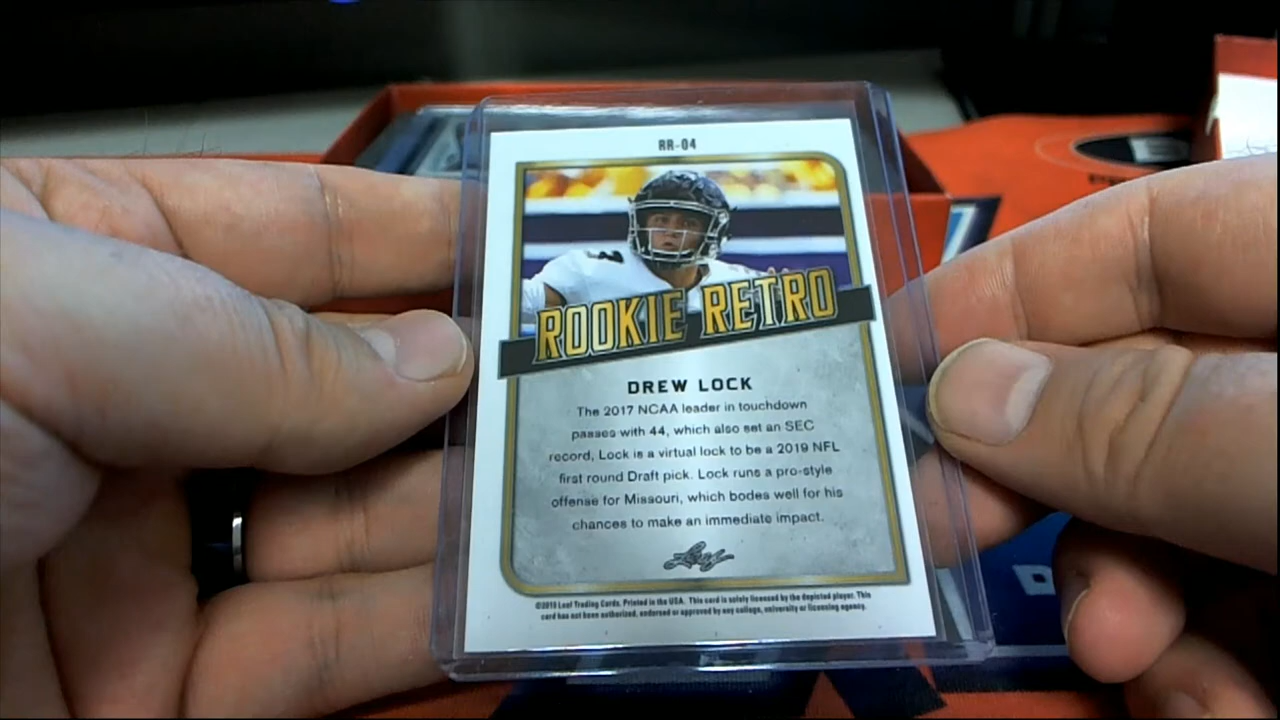 RR-04
ROOKIE RETRO
DREW LOCK
The 2017 NCAA leader in touchdown
passes with 44, which also set an SEC
record, Lock is a virtual lock to be a 2019 NFL
first round Draft pick. Lock runs a pro-style
offense for Missouri, which bodes well for his
chances to make an immediate impact.
Leaf
©2019 Leaf Trading Cards. Printed in the USA. This card is solely licensed by the depicted player. This
card has not been authorized, endorsed or approved by any college, university or licensing agency.